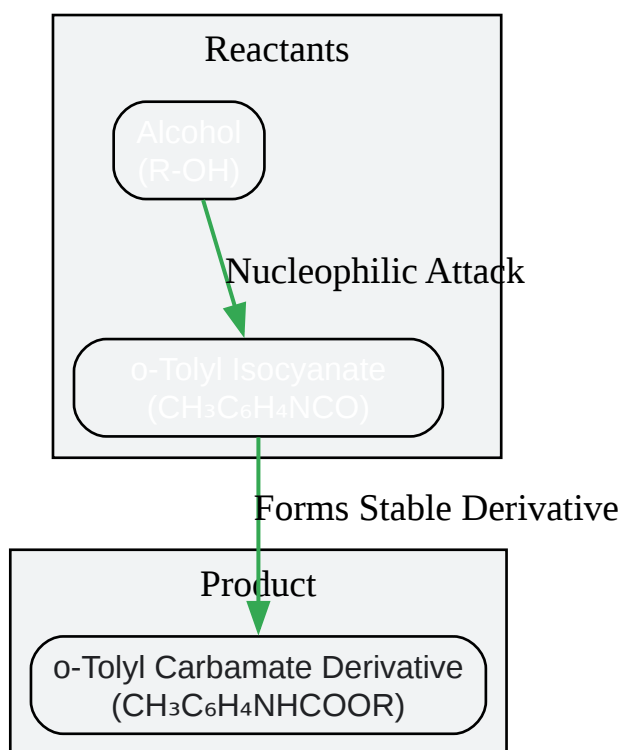 Reactants
Alcohol
(R-OH)
Nucleophilic Attack
o-Tolyl Isocyanate
(CH₃C₆H₄NCO)
Forms Stable Derivative
Product
o-Tolyl Carbamate Derivative
(CH₃C₆H₄NHCOOR)